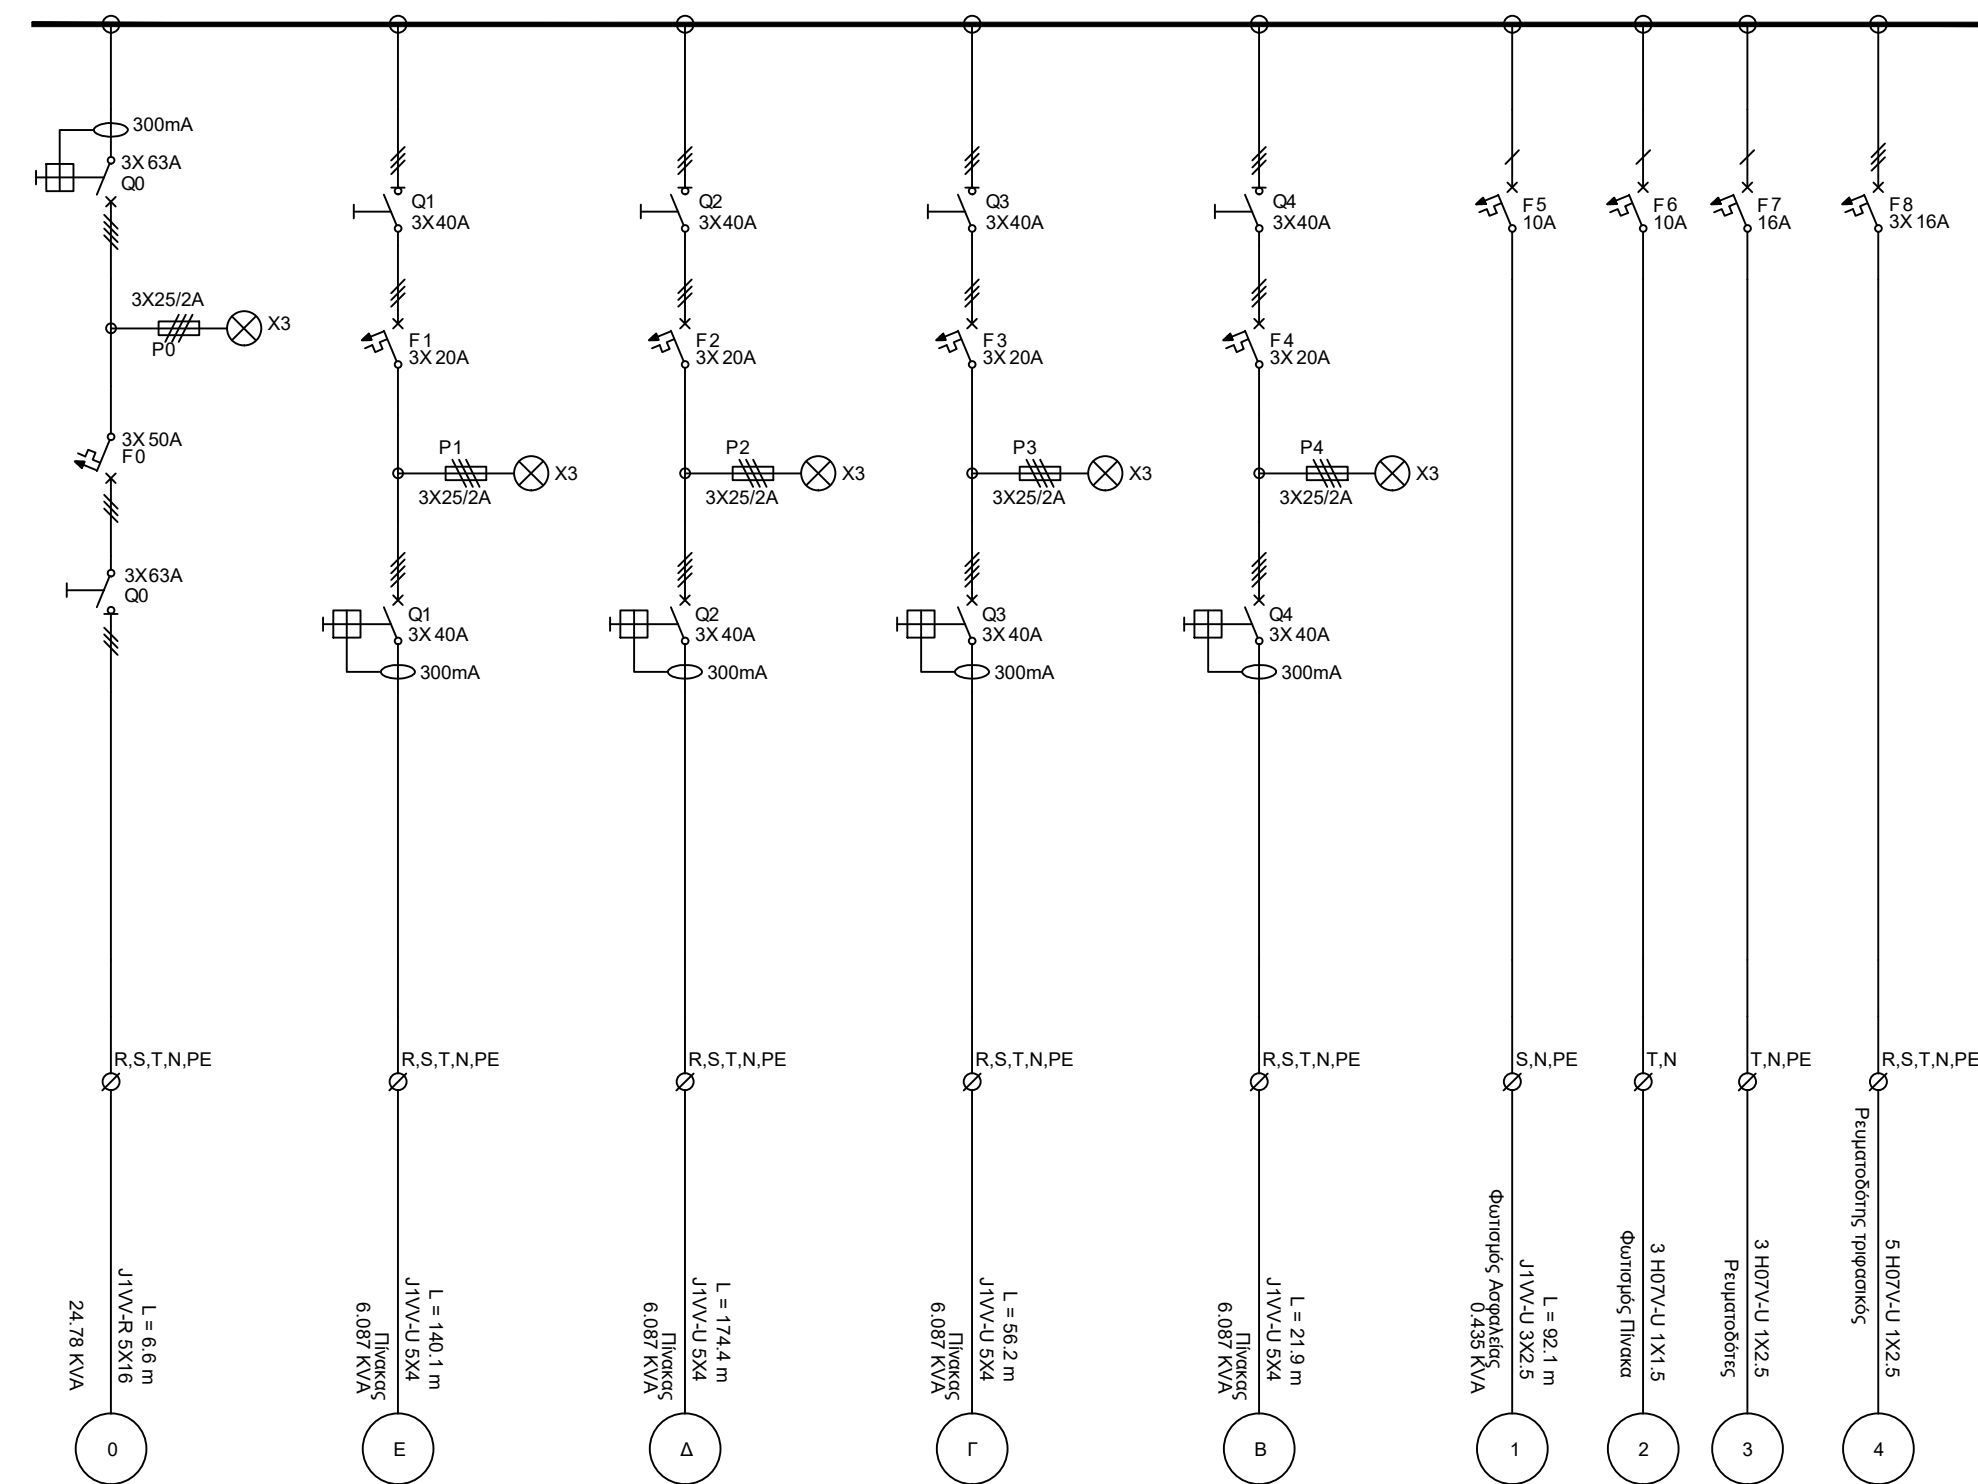 300mA
3X 63A
Q0
3X25/2A
P0
X3
3X 50A
F0
3X63A
Q0
R,S,T,N,PE
L = 6.6 m
J1VV-R 5X16
24.78 KVA
0
Q1
3X40A
F1
3X 20A
P1
3X25/2A
X3
Q1
3X 40A
300mA
R,S,T,N,PE
L = 140.1 m
J1VV-U 5X4
Πίνακας
6.087 KVA
E
Q2
3X40A
F2
3X 20A
P2
3X25/2A
X3
Q2
3X 40A
300mA
R,S,T,N,PE
L = 174.4 m
J1VV-U 5X4
Πίνακας
6.087 KVA
Δ
Q3
3X40A
F3
3X 20A
P3
3X25/2A
X3
Q3
3X 40A
300mA
R,S,T,N,PE
L = 56.2 m
J1VV-U 5X4
Πίνακας
6.087 KVA
Γ
Q4
3X40A
F4
3X 20A
P4
3X25/2A
X3
Q4
3X 40A
300mA
R,S,T,N,PE
L = 21.9 m
J1VV-U 5X4
Πίνακας
6.087 KVA
B
F5
10A
S,N,PE
L = 92.1 m
J1VV-U 3X2.5
Φωτισμός Ασφαλείας
0.435 KVA
1
F6
10A
T,N
3 H07V-U 1X1.5
Φωτισμός Πίνακα
2
F7
16A
T,N,PE
3 H07V-U 1X2.5
Ρευματοδότες
3
F8
3X 16A
R,S,T,N,PE
5 H07V-U 1X2.5
Ρευματοδότης τριφασικός
4